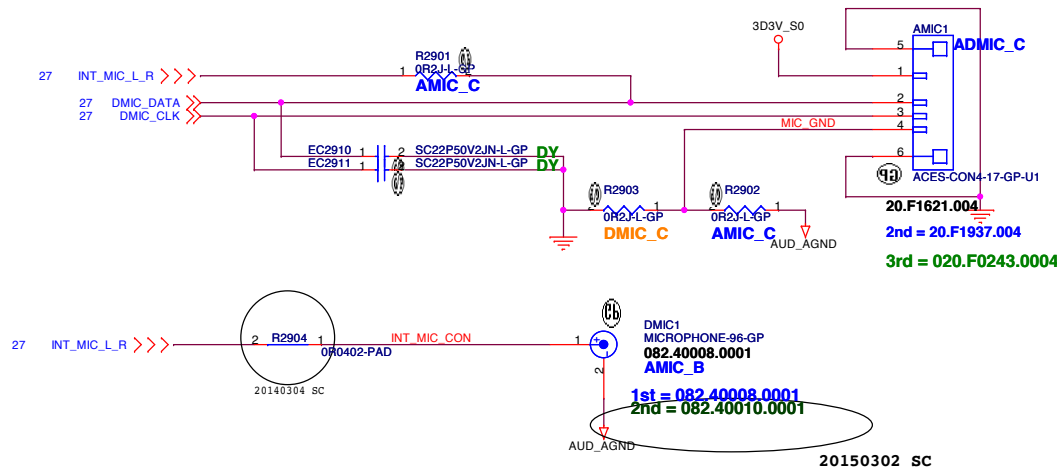 3D3V_S0
AMIC1
ADMIC_C
5
R2901
0R2J-L-GP
1
2
AMIC_C
27 INT_MIC_L_R
1
27 DMIC_DATA
2
27 DMIC_CLK
3
MIC_GND
4
EC2910 1 2 SC22P50V2JN-L-GP DY
EC2911 1 SC22P50V2JN-L-GP DY
6
GP
ACES-CON4-17-GP-U1
R2903
0R2J-L-GP
2 1
DMIC_C
R2902
0R2J-L-GP
2 1
AMIC_C
AUD_AGND
20.F1621.004
2nd = 20.F1937.004
3rd = 020.F0243.0004
27 INT_MIC_L_R
2 R2904 1
0R0402-PAD
20140304 SC
INT_MIC_CON
1
2
DMIC1
MICROPHONE-96-GP
082.40008.0001
AMIC_B
1st = 082.40008.0001
2nd = 082.40010.0001
AUD_AGND
20150302 SC